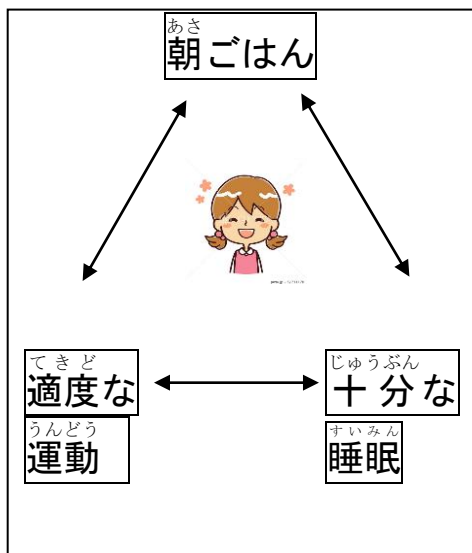 あさ
朝ごはん
てきど
適度な
うんどう
運動
じゅうぶん
十分な
すいみん
睡眠